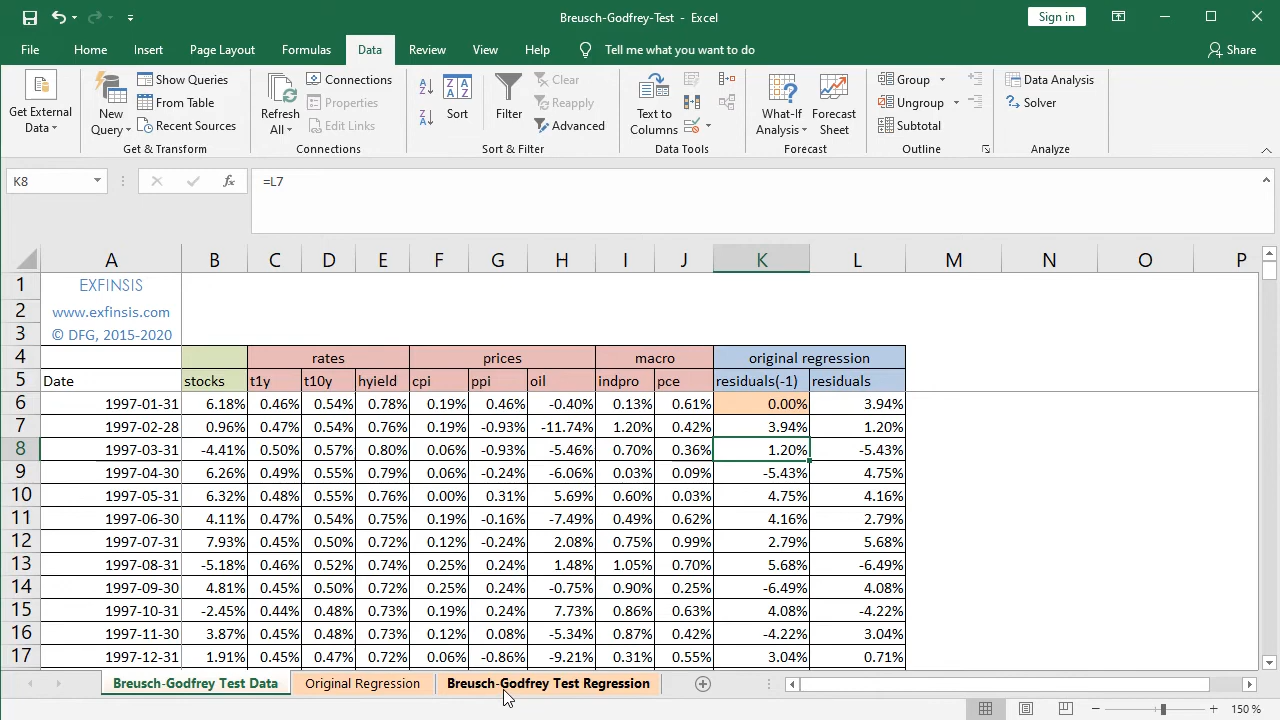 Breusch-Godfrey-Test - Excel
Sign in
File Home Insert Page Layout Formulas Data Review View Help Tell me what you want to do Share
Get External Data
New Query
Show Queries
From Table
Recent Sources
Get & Transform
Refresh All
Connections
Properties
Edit Links
Connections
Sort
Filter
Clear
Reapply
Advanced
Sort & Filter
Text to Columns
Data Tools
What-If Analysis
Forecast Sheet
Forecast
Group
Ungroup
Subtotal
Outline
Data Analysis
Solver
Analyze
K8 fx =L7
A B C D E F G H I J K L M N O P
1 EXFINSIS
2 www.exfinsis.com
3 © DFG, 2015-2020
4 rates prices macro original regression
5 Date stocks t1y t10y hyield cpi ppi oil indpro pce residuals(-1) residuals
6 1997-01-31 6.18% 0.46% 0.54% 0.78% 0.19% 0.46% -0.40% 0.13% 0.61% 0.00% 3.94%
7 1997-02-28 0.96% 0.47% 0.54% 0.76% 0.19% -0.93% -11.74% 1.20% 0.42% 3.94% 1.20%
8 1997-03-31 -4.41% 0.50% 0.57% 0.80% 0.06% -0.93% -5.46% 0.70% 0.36% 1.20% -5.43%
9 1997-04-30 6.26% 0.49% 0.55% 0.79% 0.06% -0.24% -6.06% 0.03% 0.09% -5.43% 4.75%
10 1997-05-31 6.32% 0.48% 0.55% 0.76% 0.00% 0.31% 5.69% 0.60% 0.03% 4.75% 4.16%
11 1997-06-30 4.11% 0.47% 0.54% 0.75% 0.19% -0.16% -7.49% 0.49% 0.62% 4.16% 2.79%
12 1997-07-31 7.93% 0.45% 0.50% 0.72% 0.12% -0.24% 2.08% 0.75% 0.99% 2.79% 5.68%
13 1997-08-31 -5.18% 0.46% 0.52% 0.74% 0.25% 0.24% 1.48% 1.05% 0.70% 5.68% -6.49%
14 1997-09-30 4.81% 0.45% 0.50% 0.72% 0.25% 0.24% -0.75% 0.90% 0.25% -6.49% 4.08%
15 1997-10-31 -2.45% 0.44% 0.48% 0.73% 0.19% 0.24% 7.73% 0.86% 0.63% 4.08% -4.22%
16 1997-11-30 3.87% 0.45% 0.48% 0.73% 0.12% 0.08% -5.34% 0.87% 0.42% -4.22% 3.04%
17 1997-12-31 1.91% 0.45% 0.47% 0.72% 0.06% -0.86% -9.21% 0.31% 0.55% 3.04% 0.71%
Breusch-Godfrey Test Data Original Regression Breusch-Godfrey Test Regression
150 %